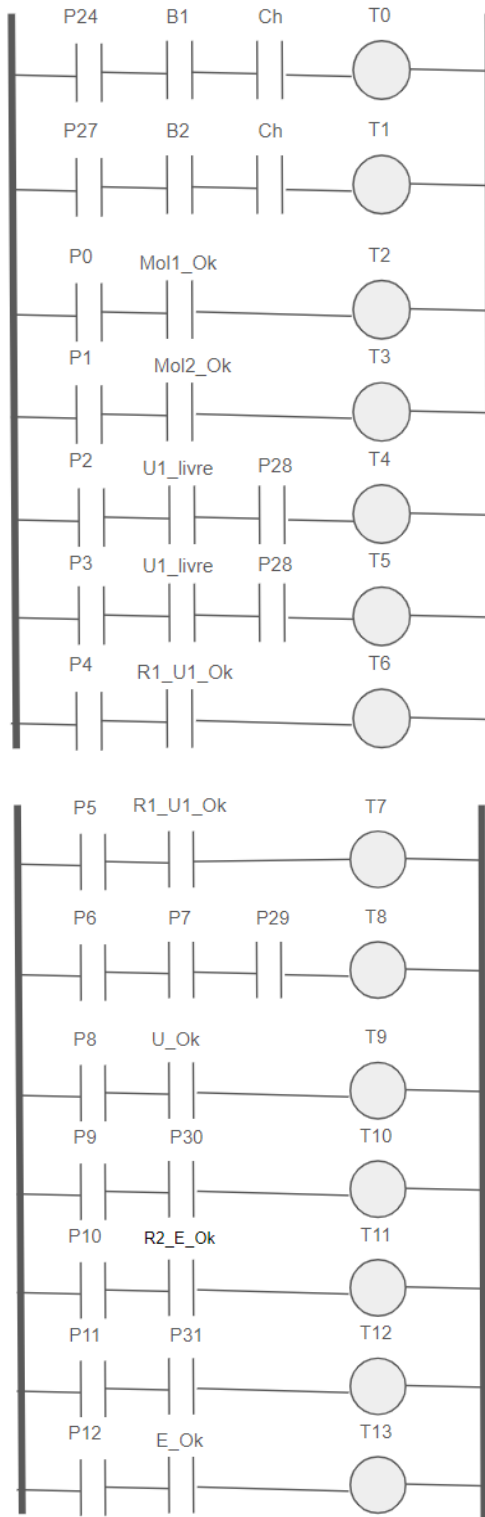 P24 B1 Ch T0
P27 B2 Ch T1
P0 Mol1_Ok T2
P1 Mol2_Ok T3
P2 U1_livre P28 T4
P3 U1_livre P28 T5
P4 R1_U1_Ok T6
P5 R1_U1_Ok T7
P6 P7 P29 T8
P8 U_Ok T9
P9 P30 T10
P10 R2_E_Ok T11
P11 P31 T12
P12 E_Ok T13